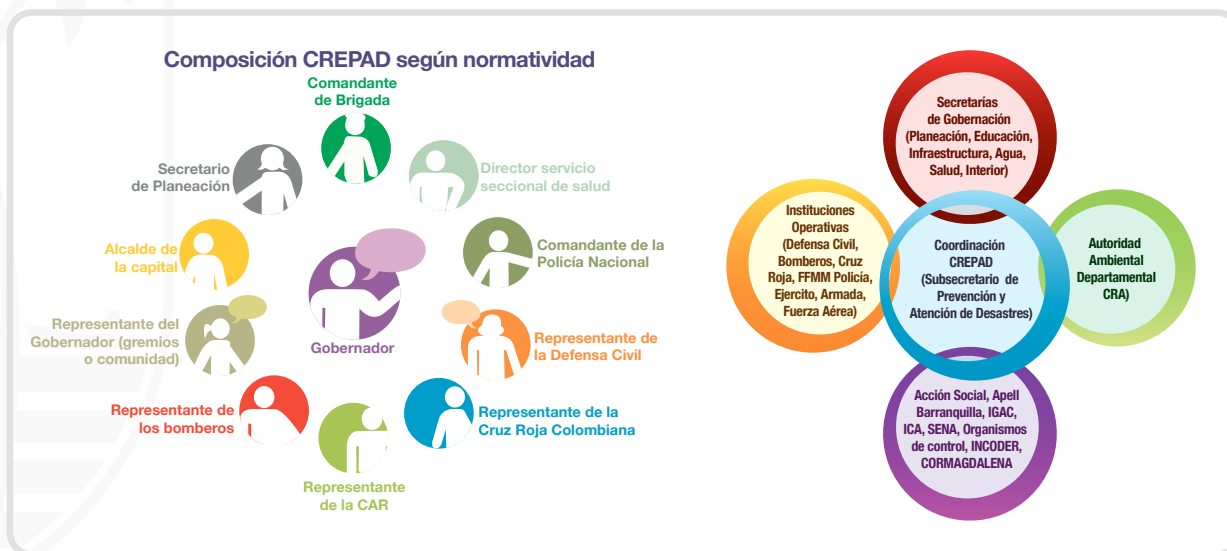 Composición CREPAD según normatividad
Comandante
de Brigada
Director servicio
seccional de salud
Comandante de la
Policía Nacional
Representante de
la Defensa Civil
Representante de la
Cruz Roja Colombiana
Representante
de la CAR
Representante de
los bomberos
Representante del
Gobernador (gremios
o comunidad)
Alcalde de
la capital
Secretario
de Planeación
Gobernador
Secretarías
de Gobernación
(Planeación, Educación,
Infraestructura, Agua,
Salud, Interior)
Instituciones
Operativas
(Defensa Civil,
Bomberos, Cruz
Roja, FFMM Policía,
Ejercito, Armada,
Fuerza Aérea)
Coordinación
CREPAD
(Subsecretario de
Prevención y
Atención de Desastres)
Autoridad
Ambiental
Departamental
CRA)
Acción Social, Apell
Barranquilla, IGAC,
ICA, SENA, Organismos
de control, INCODER,
CORMAGDALENA